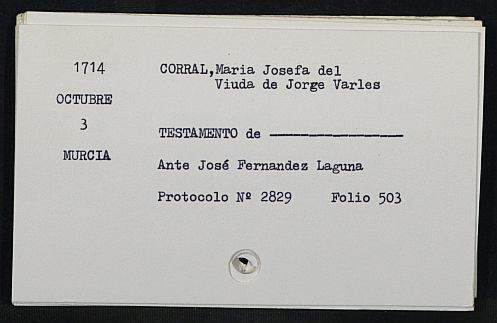 1714
OCTUBRE
3
MURCIA
CORRAL,Maria Josefa del
Viuda de Jorge Varles
TESTAMENTO de ------------------
Ante José Fernandez Laguna
Protocolo Nº 2829 Folio 503